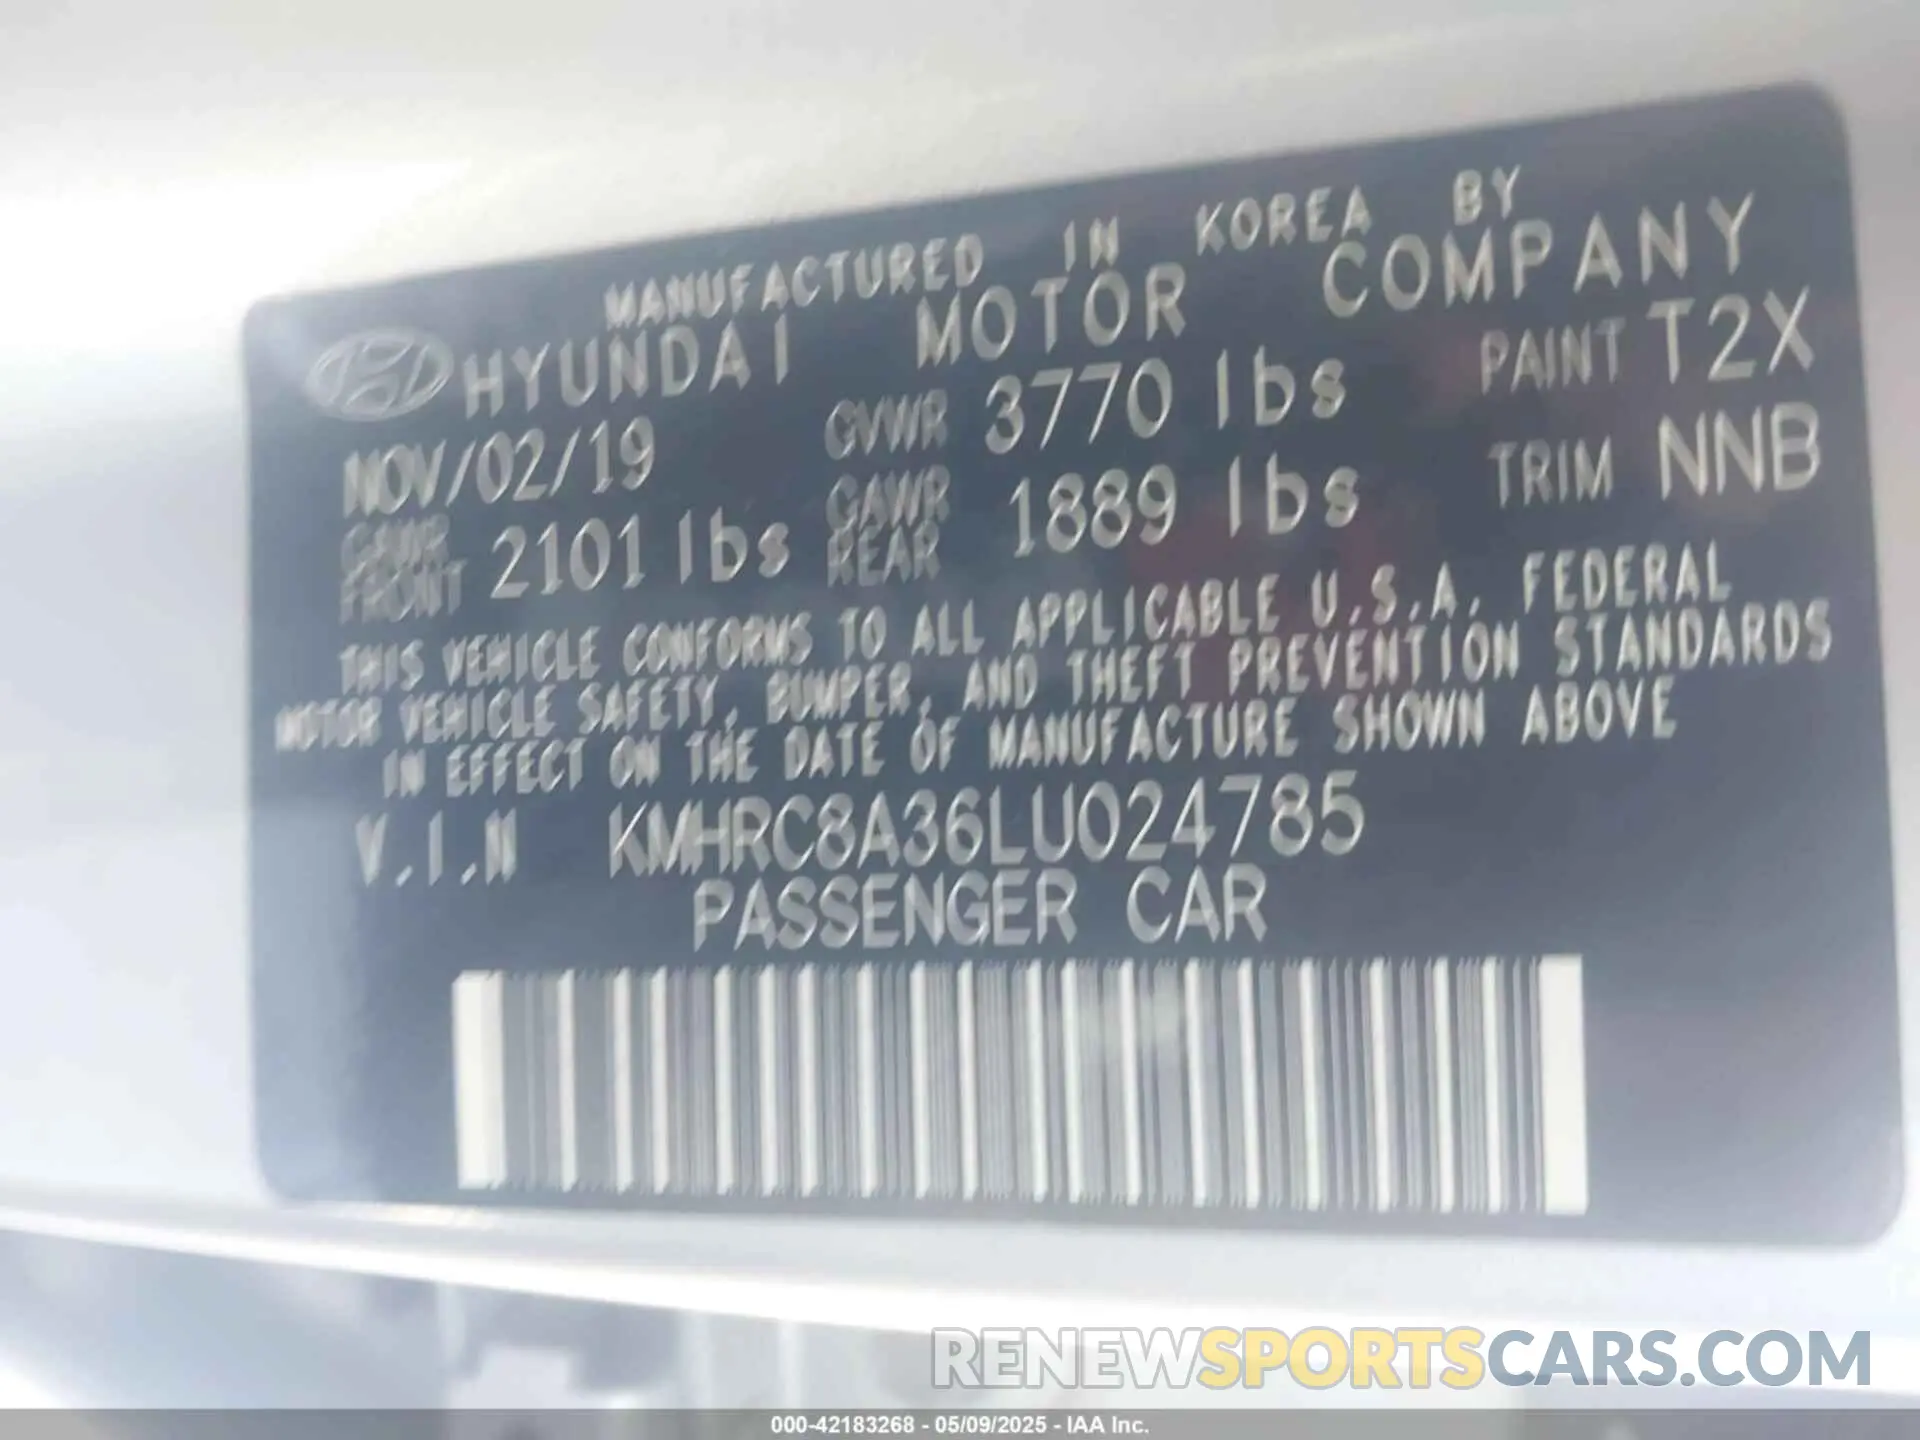 MANUFACTURED IN KOREA BY
HYUNDAI MOTOR COMPANY
NOV/02/19 GVWR 3770 lbs PAINT T2X
GAWR FRONT 2101 lbs GAWR REAR 1889 lbs TRIM NNB
THIS VEHICLE CONFORMS TO ALL APPLICABLE U.S.A. FEDERAL
MOTOR VEHICLE SAFETY, BUMPER, AND THEFT PREVENTION STANDARDS
IN EFFECT ON THE DATE OF MANUFACTURE SHOWN ABOVE
V.I.N KMHRC8A36LU024785
PASSENGER CAR
RENEWSPORTSCARS.COM
000-42183268 - 05/09/2025 - IAA Inc.